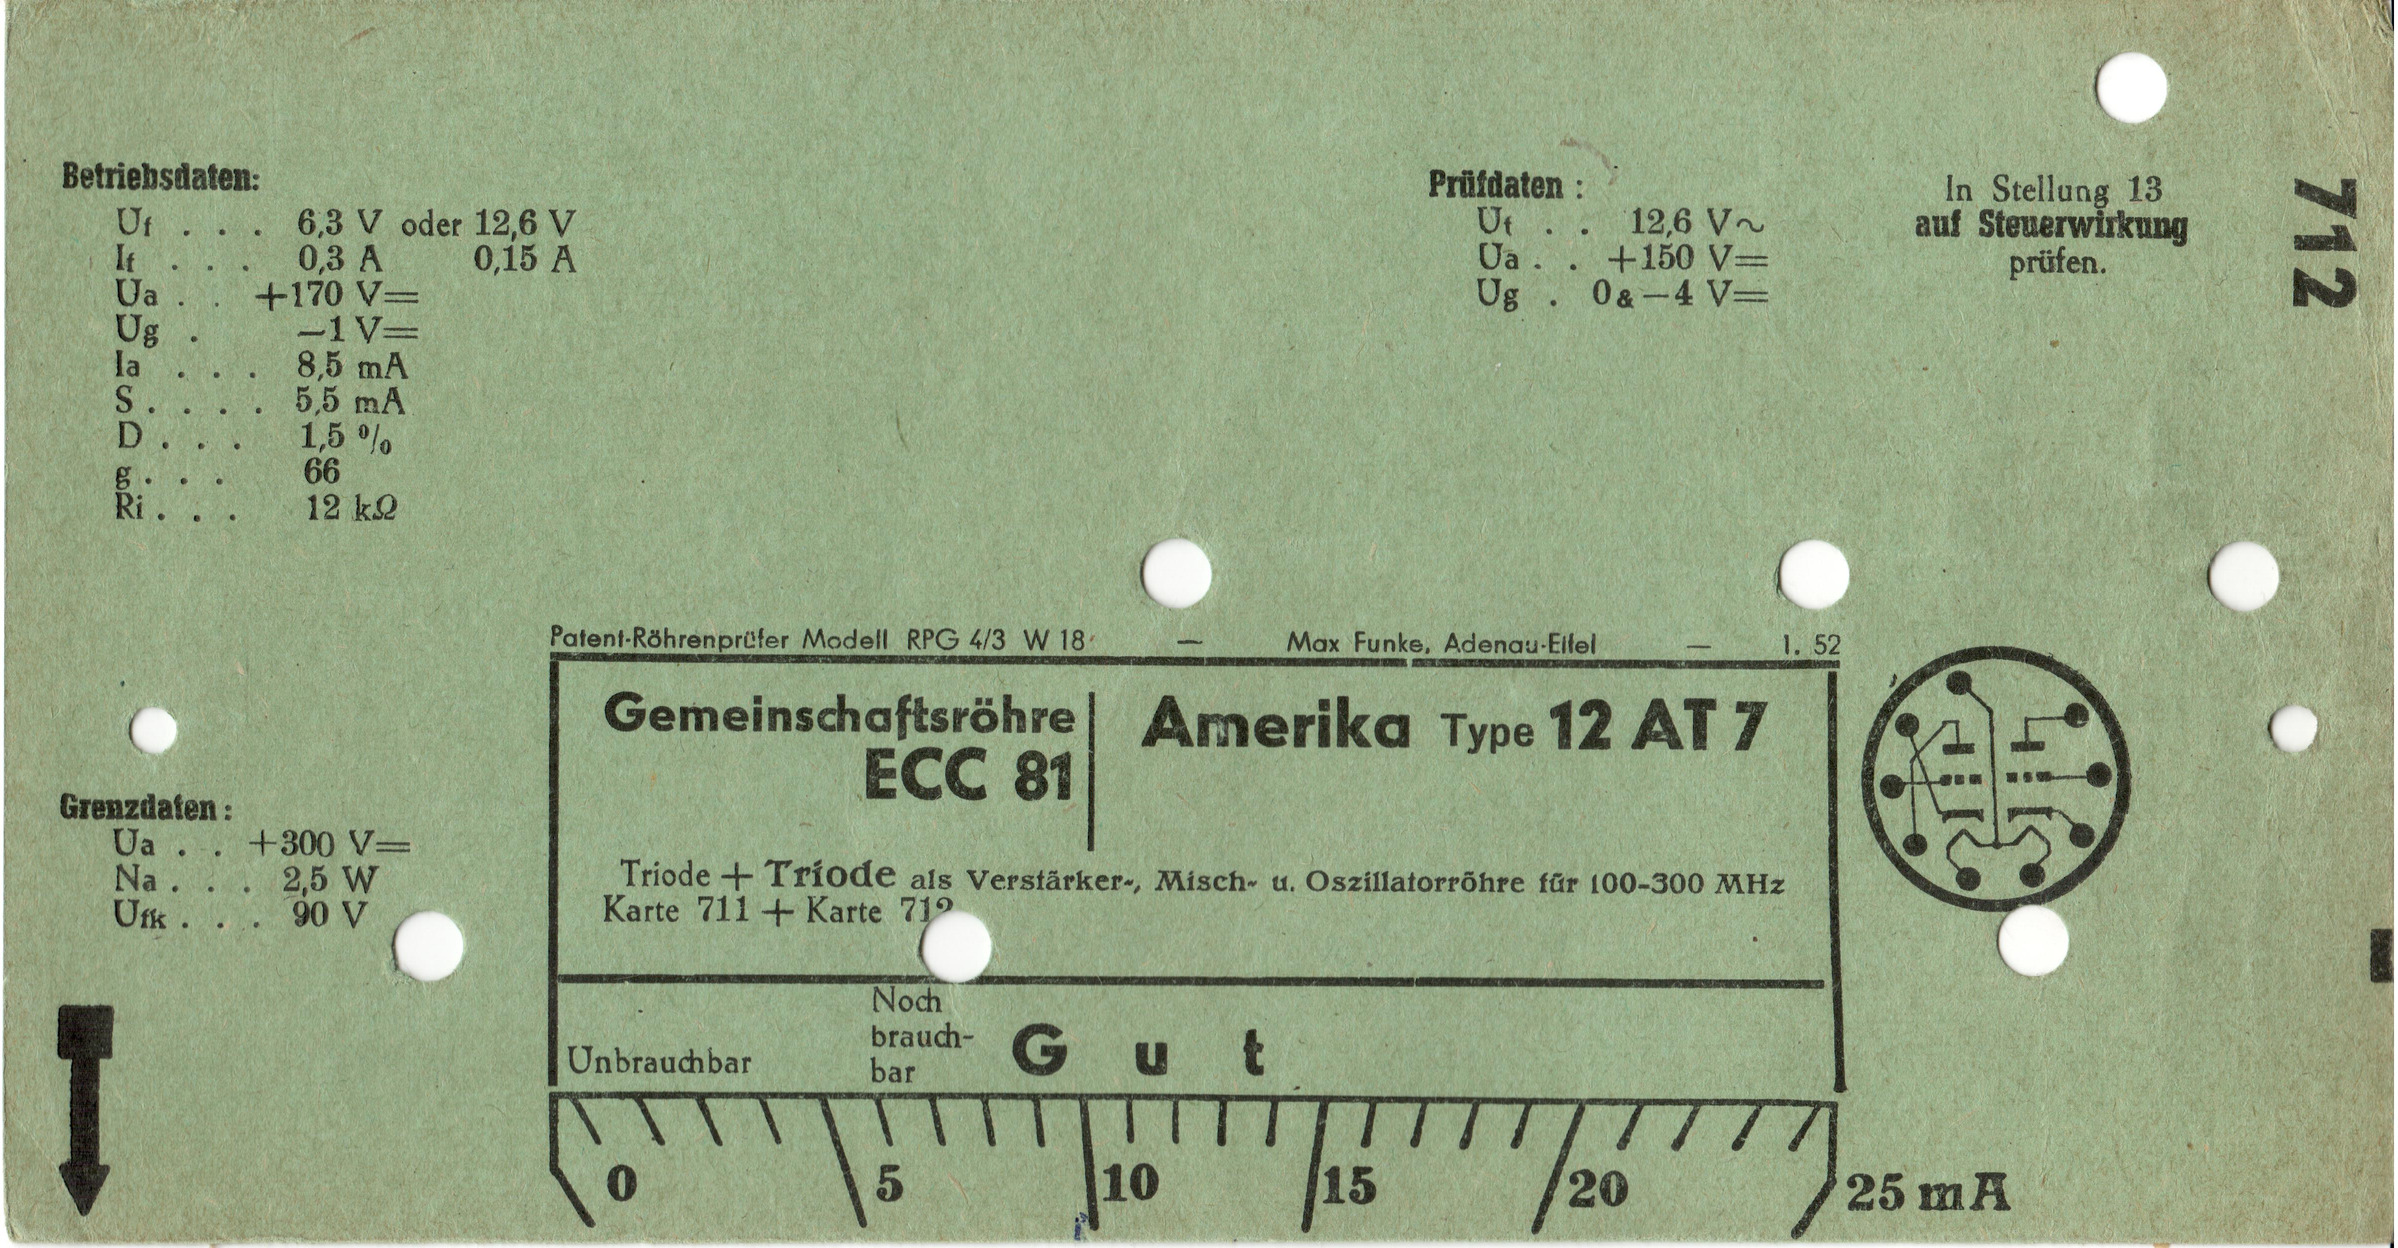 Betriebsdaten:
Uf . . . 6,3 V oder 12,6 V
If . . . 0,3 A 0,15 A
Ua . . +170 V=
Ug . –1 V=
Ia . . . 8,5 mA
S . . . . 5,5 mA
D . . . 1,5 %
g . . . 66
Ri . . . 12 kΩ
Prüfdaten :
Uf . . 12,6 V~
Ua . . +150 V=
Ug . 0 & –4 V=
In Stellung 13
auf Steuerwirkung
prüfen.
712
Patent-Röhrenprüfer Modell RPG 4/3 W 18 — Max Funke, Adenau-Eifel — 1. 52
Gemeinschaftsröhre
ECC 81
Amerika Type 12 AT 7
Triode + Triode als Verstärker-, Misch- u. Oszillatorröhre für 100-300 MHz
Karte 711 + Karte 712
Grenzdaten :
Ua . . +300 V=
Na . . . 2,5 W
Ufk . . . 90 V
Unbrauchbar
Noch
brauch-
bar
Gut
0 5 10 15 20 25 mA